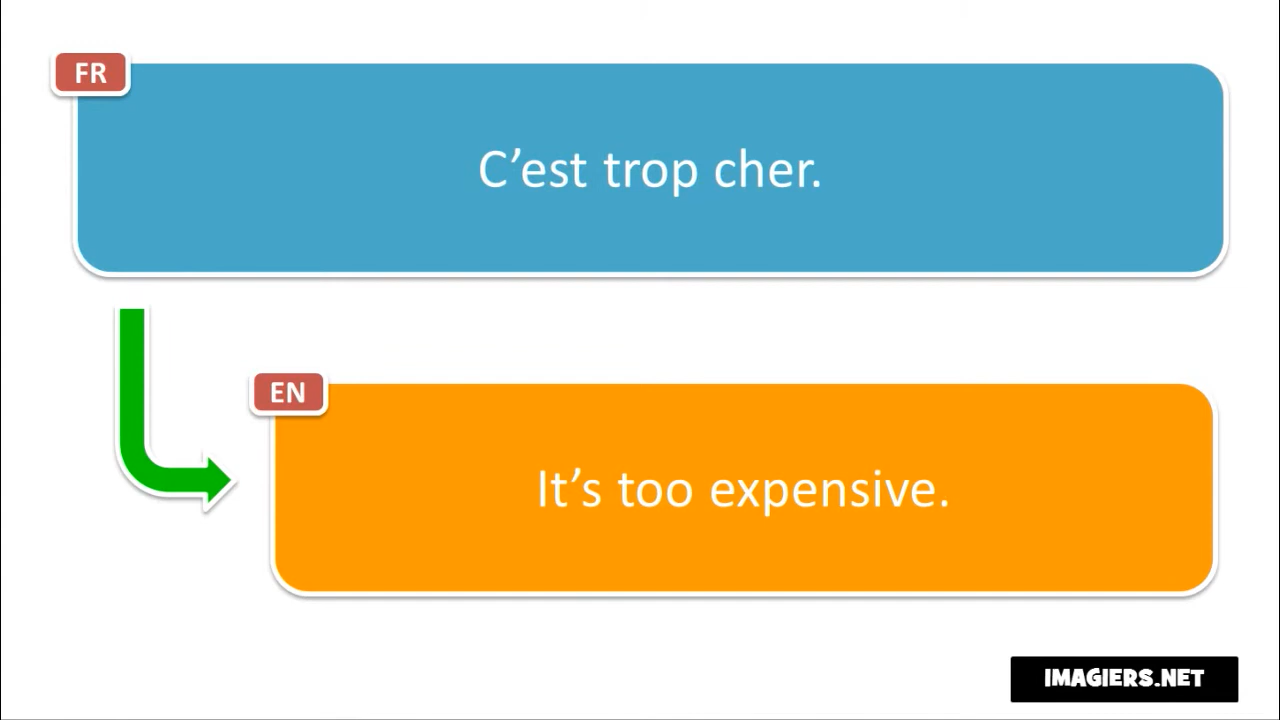 FR
C’est trop cher.
EN
It’s too expensive.
IMAGIERS.NET